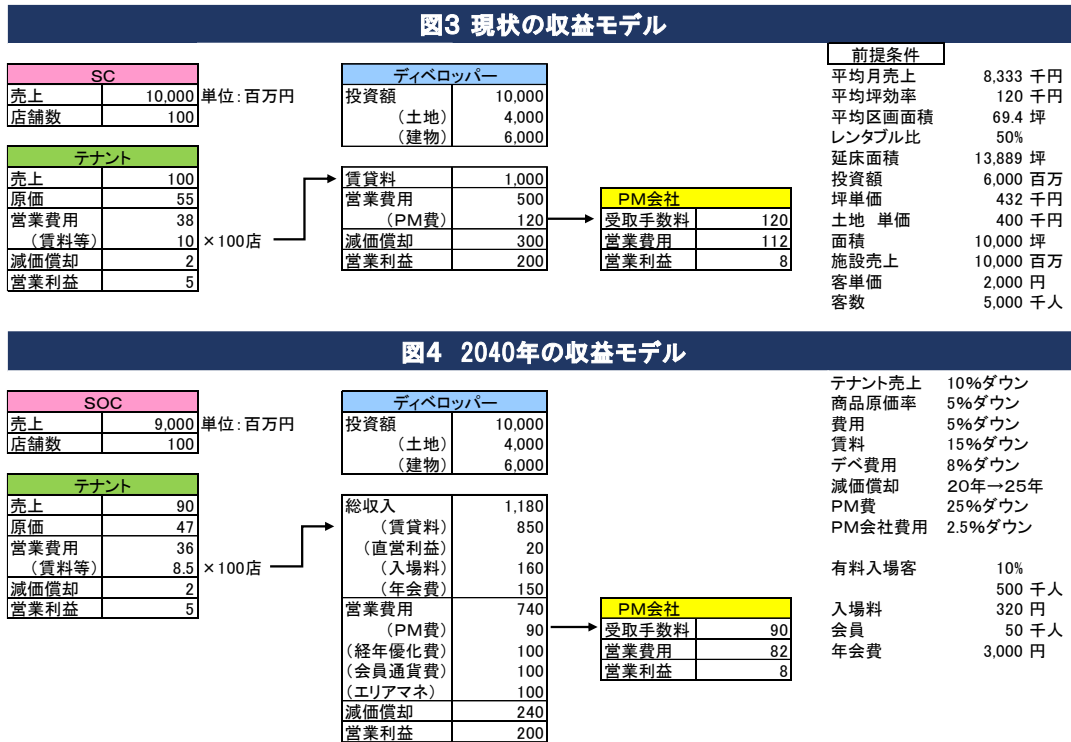 図3 現状の収益モデル
SC
売上 10,000 単位:百万円
店舗数 100
テナント
売上 100
原価 55
営業費用 38
(賃料等) 10 ×100店
減価償却 2
営業利益 5
ディベロッパー
投資額 10,000
(土地) 4,000
(建物) 6,000
賃貸料 1,000
営業費用 500
(PM費) 120
減価償却 300
営業利益 200
PM会社
受取手数料 120
営業費用 112
営業利益 8
前提条件
平均月売上 8,333 千円
平均坪効率 120 千円
平均区画面積 69.4 坪
レンタブル比 50%
延床面積 13,889 坪
投資額 6,000 百万
坪単価 432 千円
土地 単価 400 千円
面積 10,000 坪
施設売上 10,000 百万
客単価 2,000 円
客数 5,000 千人
図4 2040年の収益モデル
SOC
売上 9,000 単位:百万円
店舗数 100
テナント
売上 90
原価 47
営業費用 36
(賃料等) 8.5 ×100店
減価償却 2
営業利益 5
ディベロッパー
投資額 10,000
(土地) 4,000
(建物) 6,000
総収入 1,180
(賃貸料) 850
(直営利益) 20
(入場料) 160
(年会費) 150
営業費用 740
(PM費) 90
(経年優化費) 100
(会員通貨費) 100
(エリアマネ) 100
減価償却 240
営業利益 200
PM会社
受取手数料 90
営業費用 82
営業利益 8
テナント売上 10%ダウン
商品原価率 5%ダウン
費用 5%ダウン
賃料 15%ダウン
デベ費用 8%ダウン
減価償却 20年→25年
PM費 25%ダウン
PM会社費用 2.5%ダウン
有料入場客 10%
500 千人
入場料 320 円
会員 50 千人
年会費 3,000 円